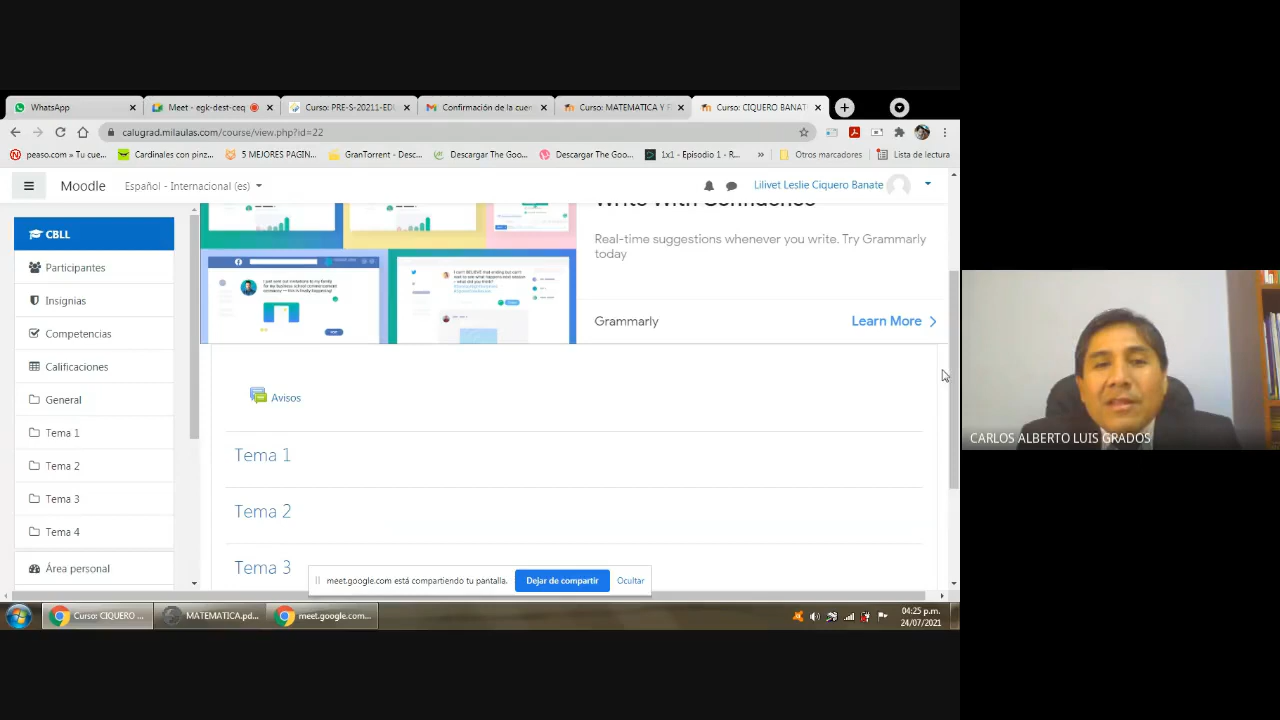 WhatsApp
Meet - egk-dest-ceq
Curso: PRE-S-20211-EDU
Confirmación de la cuen
Curso: MATEMATICA Y F
Curso: CIQUERO BANATE
calugrad.milaulas.com/course/view.php?id=22
peaso.com » Tu cue...
Cardinales con pinz...
5 MEJORES PAGIN...
GranTorrent - Desc...
Descargar The Goo...
Descargar The Goo...
1x1 - Episodio 1 - R...
»
Otros marcadores
Lista de lectura
Moodle
Español - Internacional (es)
Lilivet Leslie Ciquero Banate
CBLL
Participantes
Insignias
Competencias
Calificaciones
General
Tema 1
Tema 2
Tema 3
Tema 4
Área personal
Write With Confidence
Real-time suggestions whenever you write. Try Grammarly
today
Grammarly
Learn More
Avisos
Tema 1
Tema 2
Tema 3
meet.google.com está compartiendo tu pantalla.
Dejar de compartir
Ocultar
CARLOS ALBERTO LUIS GRADOS
Curso: CIQUERO ...
MATEMATICA.pd...
meet.google.com...
04:25 p.m.
24/07/2021